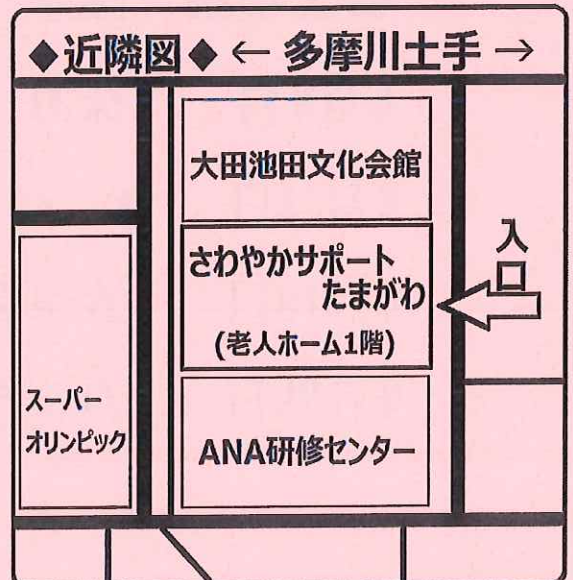 ◆近隣図◆ ← 多摩川土手 →
大田池田文化会館
さわやかサポート
たまがわ
(老人ホーム1階)
入口
スーパー
オリンピック
ANA研修センター